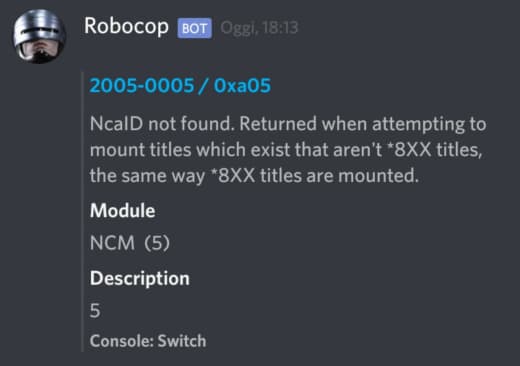 Robocop BOT Oggi, 18:13
2005-0005 / 0xa05
NcaID not found. Returned when attempting to
mount titles which exist that aren't *8XX titles,
the same way *8XX titles are mounted.
Module
NCM (5)
Description
5
Console: Switch